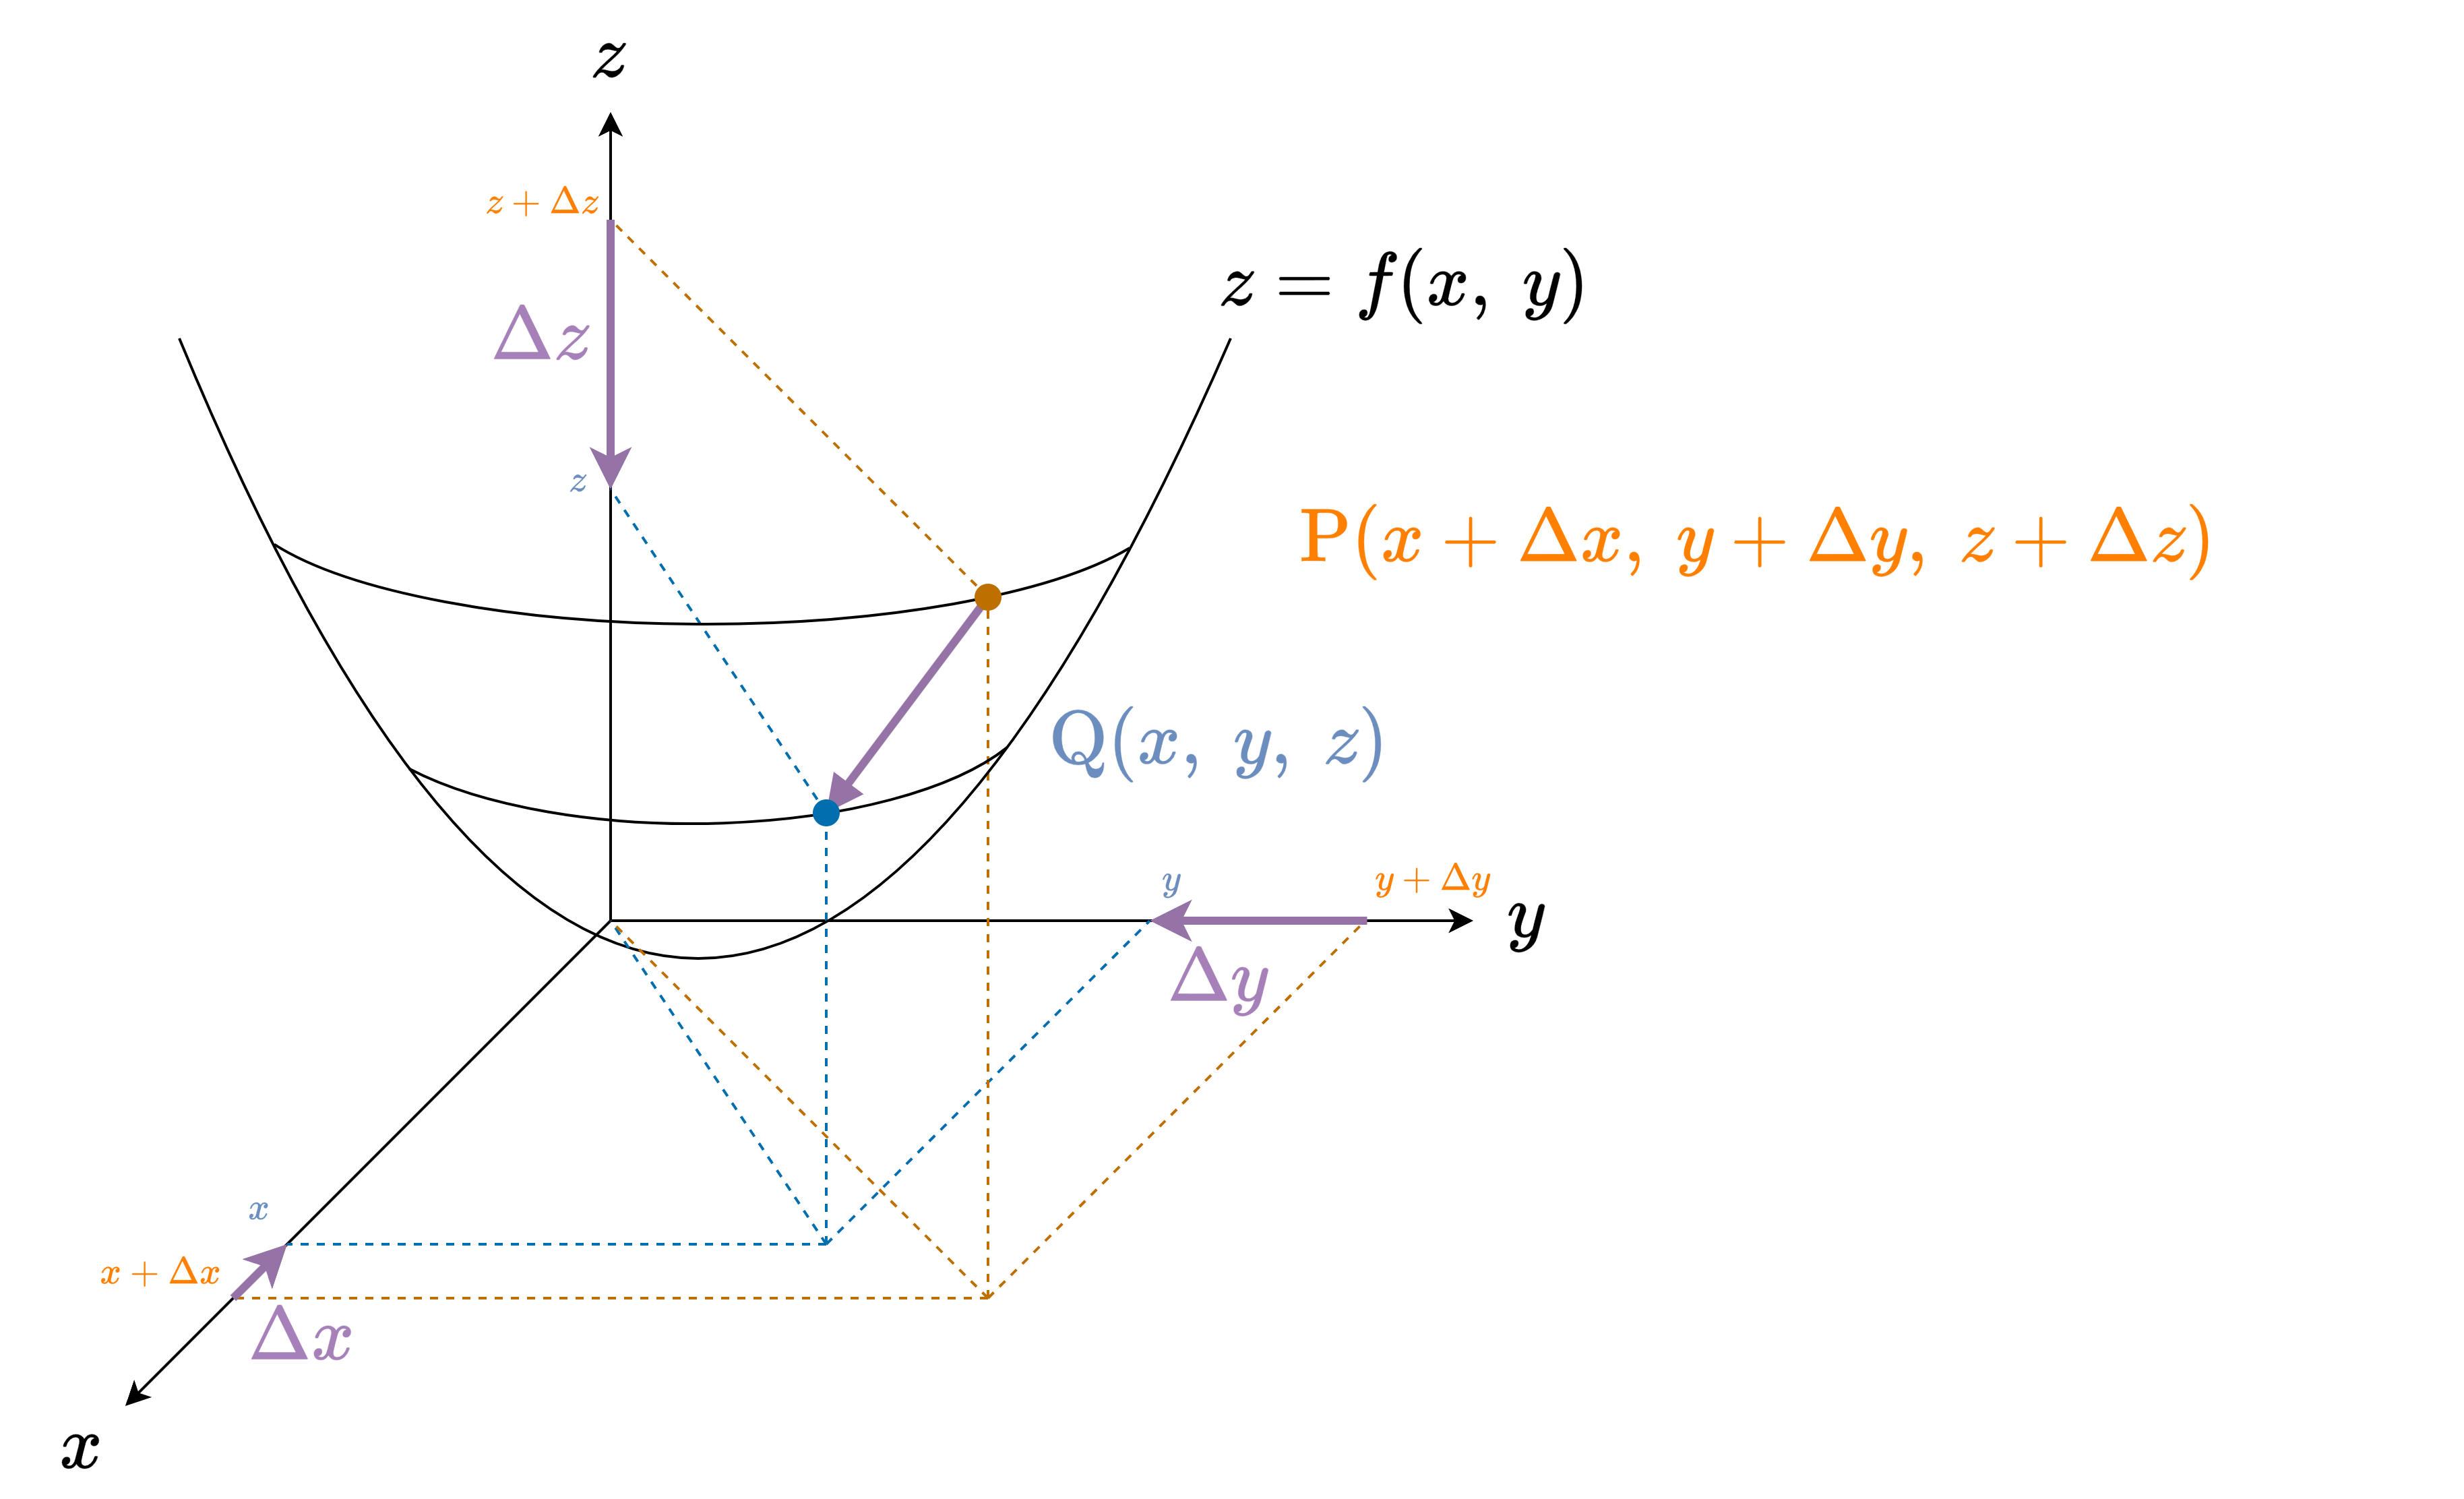 z
z + Δz
z = f(x, y)
Δz
z
P(x + Δx, y + Δy, z + Δz)
Q(x, y, z)
y
y + Δy
y
Δy
x
x + Δx
Δx
x